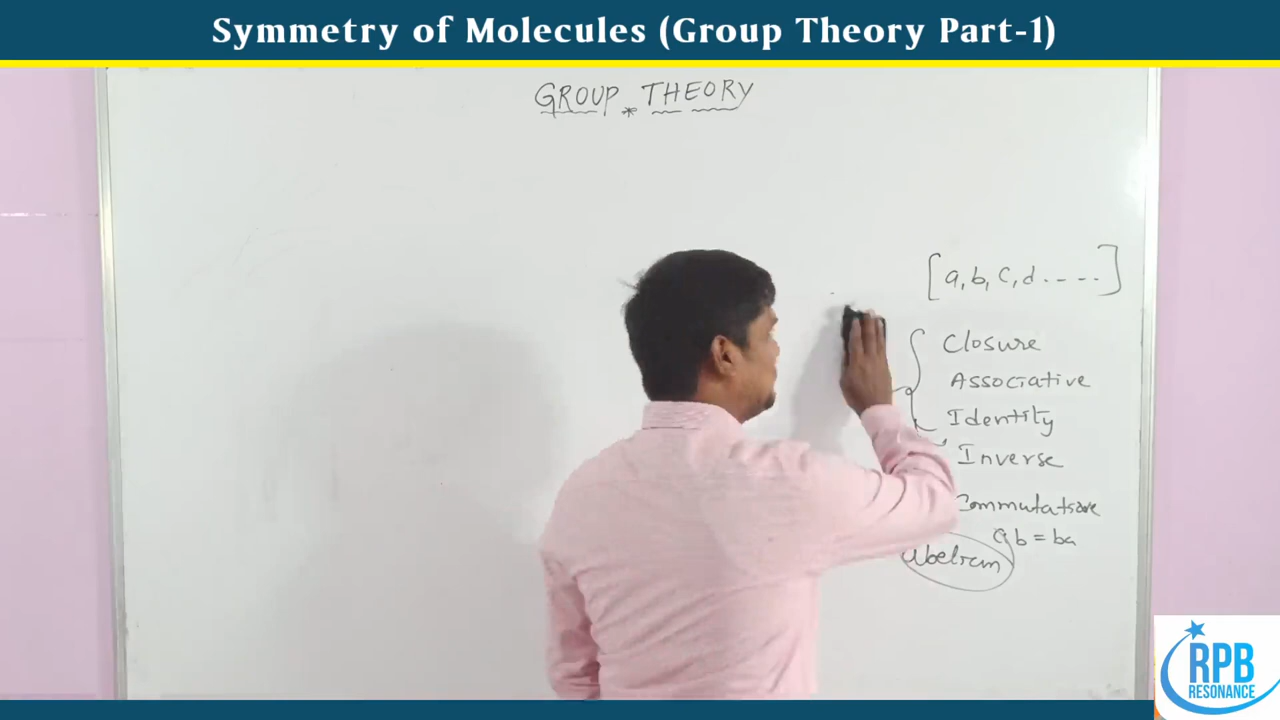 Symmetry of Molecules (Group Theory Part-1)
GROUP THEORY
[a, b, c, d ----]
Closure
Associative
Identity
Inverse
Commutative
ab = ba
Abelian
RPB
RESONANCE